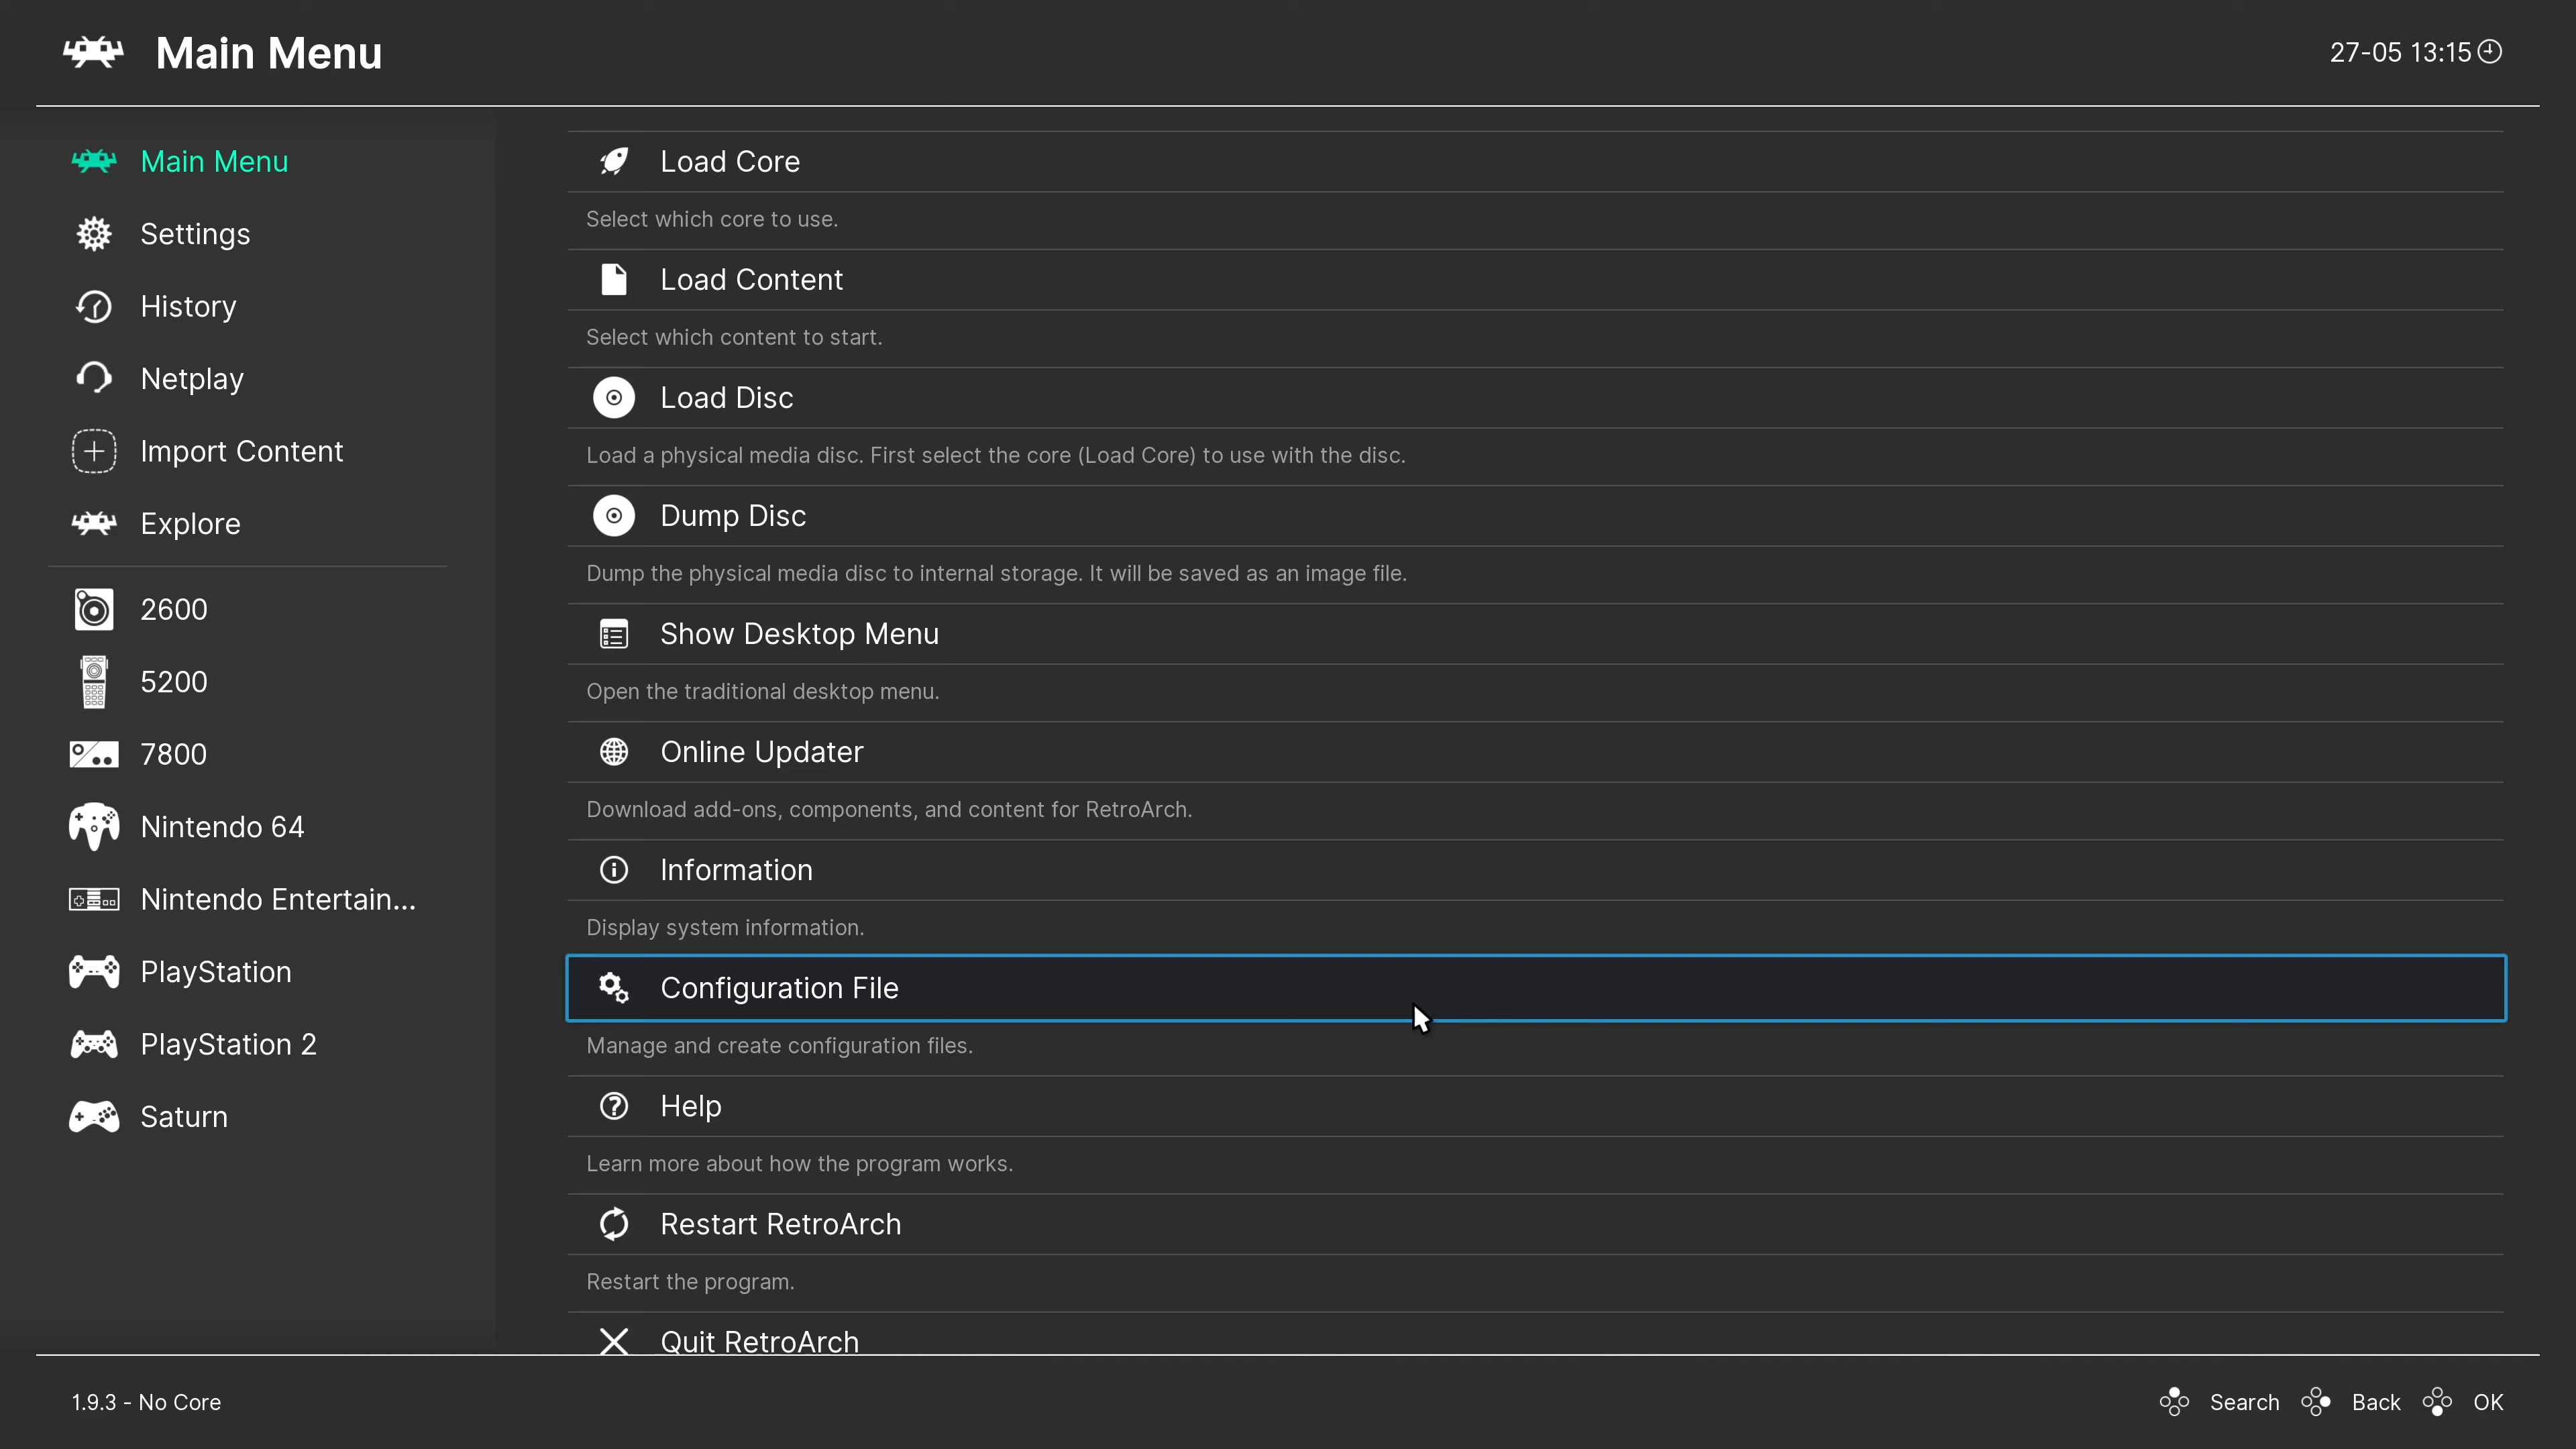 Main Menu
27-05 13:15
Main Menu
Settings
History
Netplay
Import Content
Explore
2600
5200
7800
Nintendo 64
Nintendo Entertain...
PlayStation
PlayStation 2
Saturn
Load Core
Select which core to use.
Load Content
Select which content to start.
Load Disc
Load a physical media disc. First select the core (Load Core) to use with the disc.
Dump Disc
Dump the physical media disc to internal storage. It will be saved as an image file.
Show Desktop Menu
Open the traditional desktop menu.
Online Updater
Download add-ons, components, and content for RetroArch.
Information
Display system information.
Configuration File
Manage and create configuration files.
Help
Learn more about how the program works.
Restart RetroArch
Restart the program.
Quit RetroArch
1.9.3 - No Core
Search Back OK